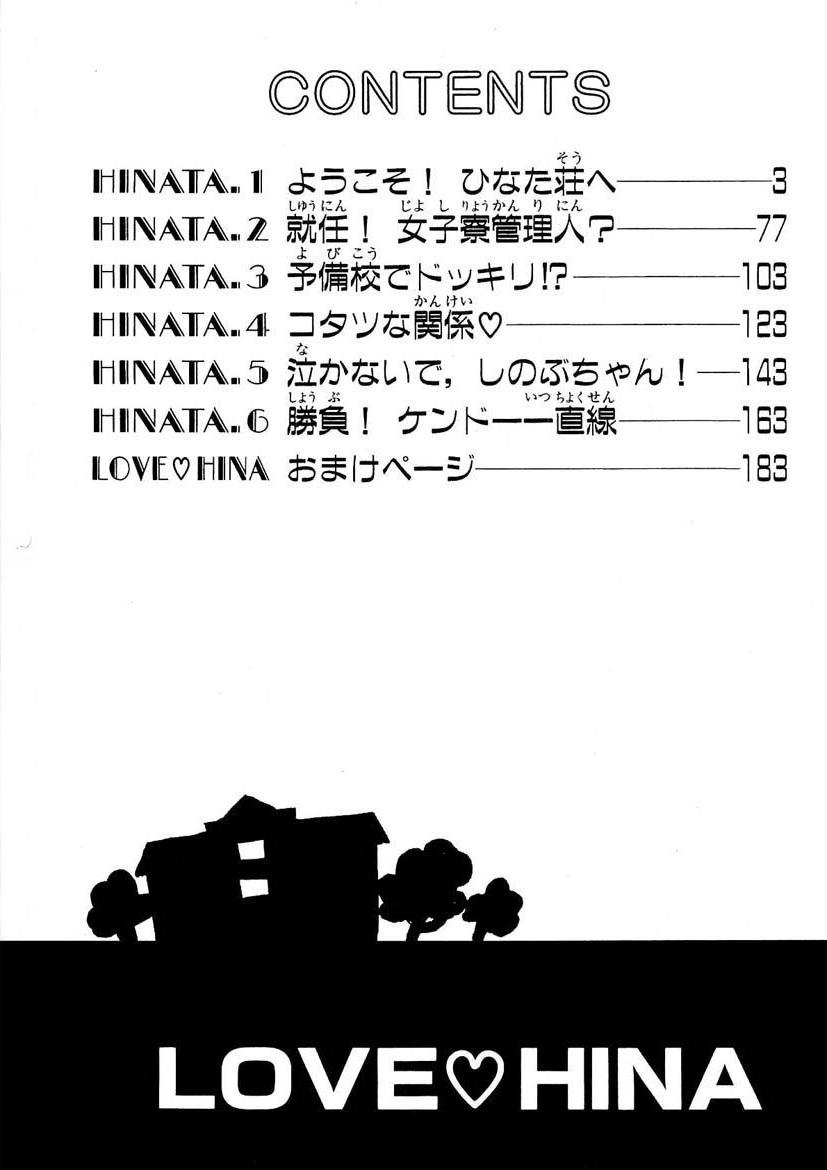 CONTENTS
HINATA.1 ようこそ! ひなた荘へ 3
HINATA.2 就任! 女子寮管理人? 77
HINATA.3 予備校でドッキリ!? 103
HINATA.4 コタツな関係♡ 123
HINATA.5 泣かないで,しのぶちゃん! 143
HINATA.6 勝負! ケンドー一直線 163
LOVE♡HINA おまけページ 183
LOVE♡HINA